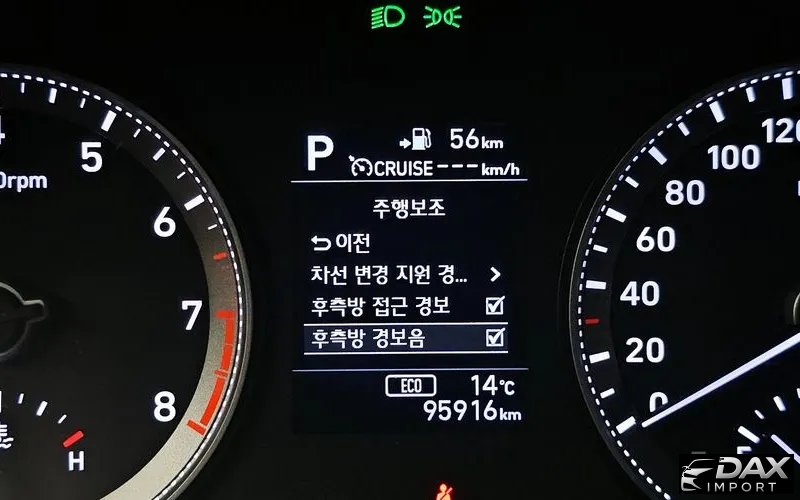 P 56km
CRUISE---km/h
주행보조
이전
차선 변경 지원 경...
후측방 접근 경보
후측방 경보음
ECO 14°C
95916km
5
6
7
8
H
0rpm
120
100
80
60
40
20
0
DAX
IMPORT